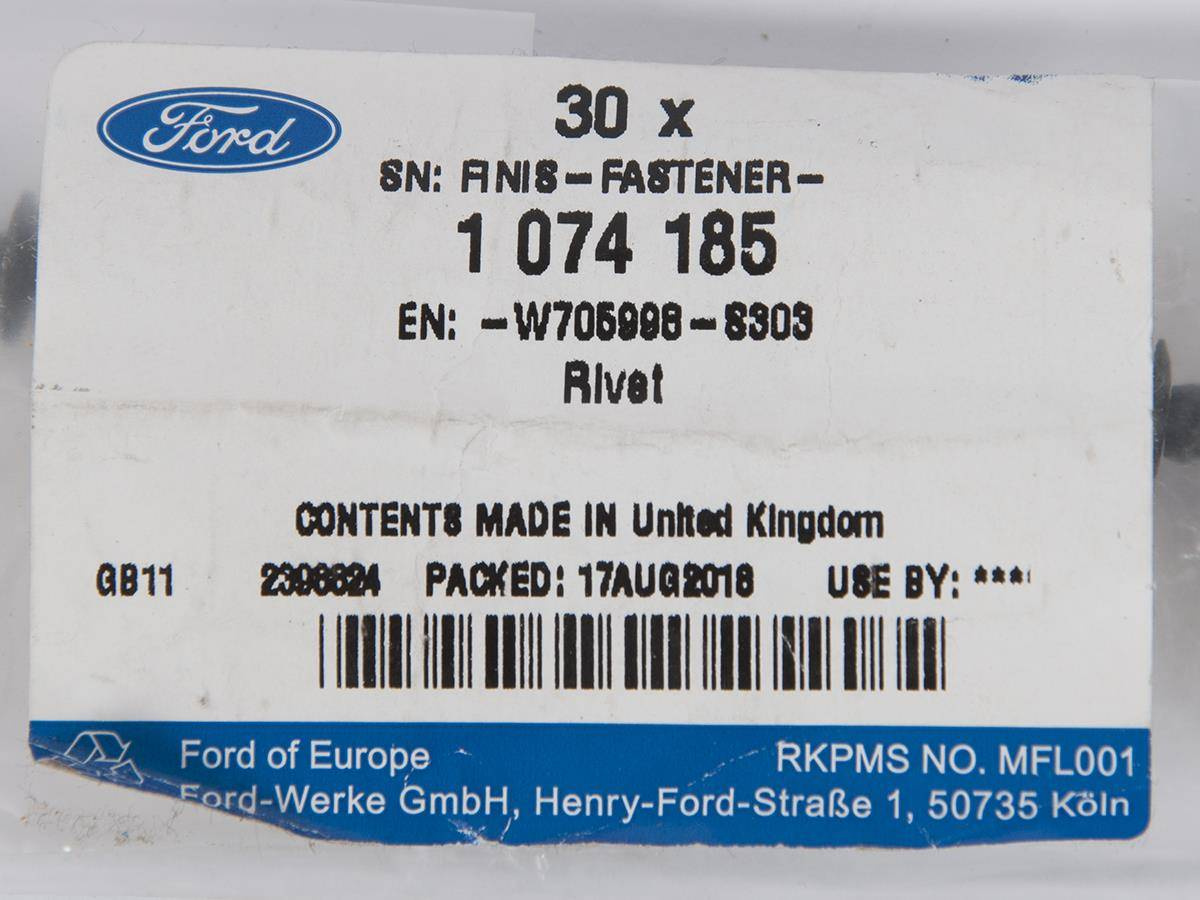 Ford
30 x
SN: FINIS-FASTENER-
1 074 185
EN: -W705998-S303
Rivet
CONTENTS MADE IN United Kingdom
GB11 PACKED: 17AUG2016 USE BY: ***
Ford of Europe RKPMS NO. MFL001
Ford-Werke GmbH, Henry-Ford-Straße 1, 50735 Köln